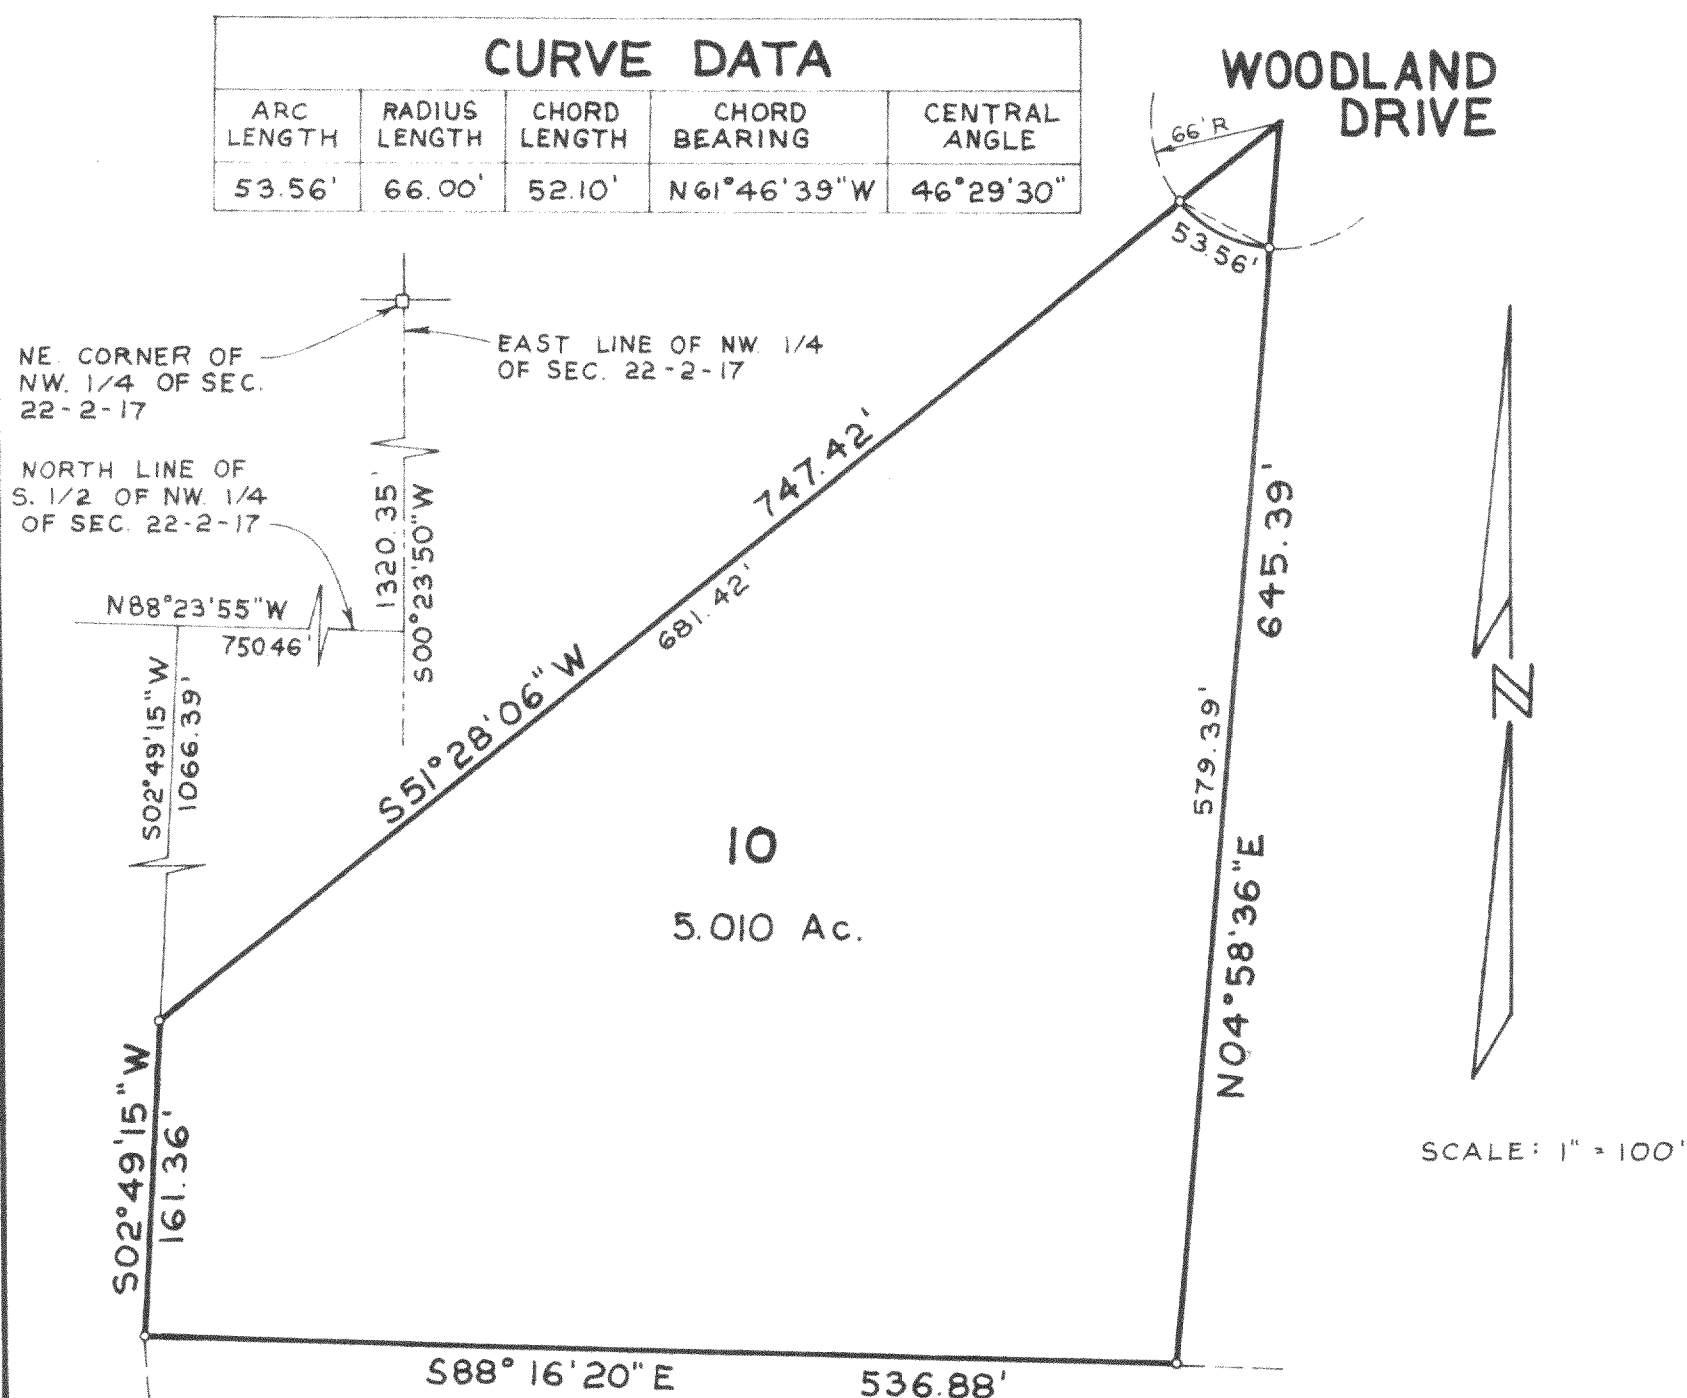 CURVE DATA
ARC LENGTH
RADIUS LENGTH
CHORD LENGTH
CHORD BEARING
CENTRAL ANGLE
53.56'
66.00'
52.10'
N61°46'39"W
46°29'30"
WOODLAND
DRIVE
66'R
53.56'
NE. CORNER OF
NW. 1/4 OF SEC.
22-2-17
EAST LINE OF NW. 1/4
OF SEC. 22-2-17
NORTH LINE OF
S. 1/2 OF NW. 1/4
OF SEC. 22-2-17
1320.35'
S00°23'50"W
N88°23'55"W
750.46'
S02°49'15"W
1066.39'
747.42'
681.42'
S51°28'06"W
645.39'
579.39'
N04°58'36"E
10
5.010 Ac.
N
SCALE: 1" = 100'
S02°49'15"W
161.36'
S88°16'20"E
536.88'